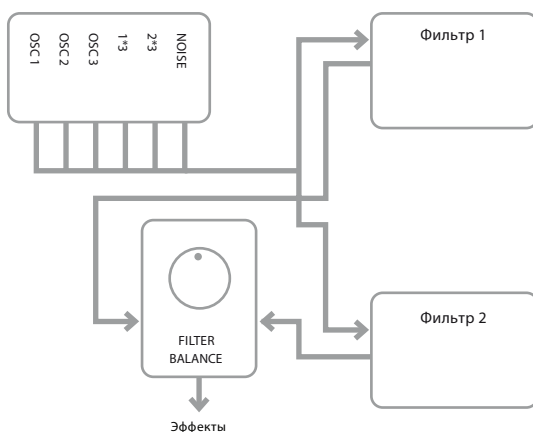 OSC 1
OSC 2
OSC 3
1*3
2*3
NOISE
Фильтр 1
FILTER
BALANCE
Фильтр 2
Эффекты